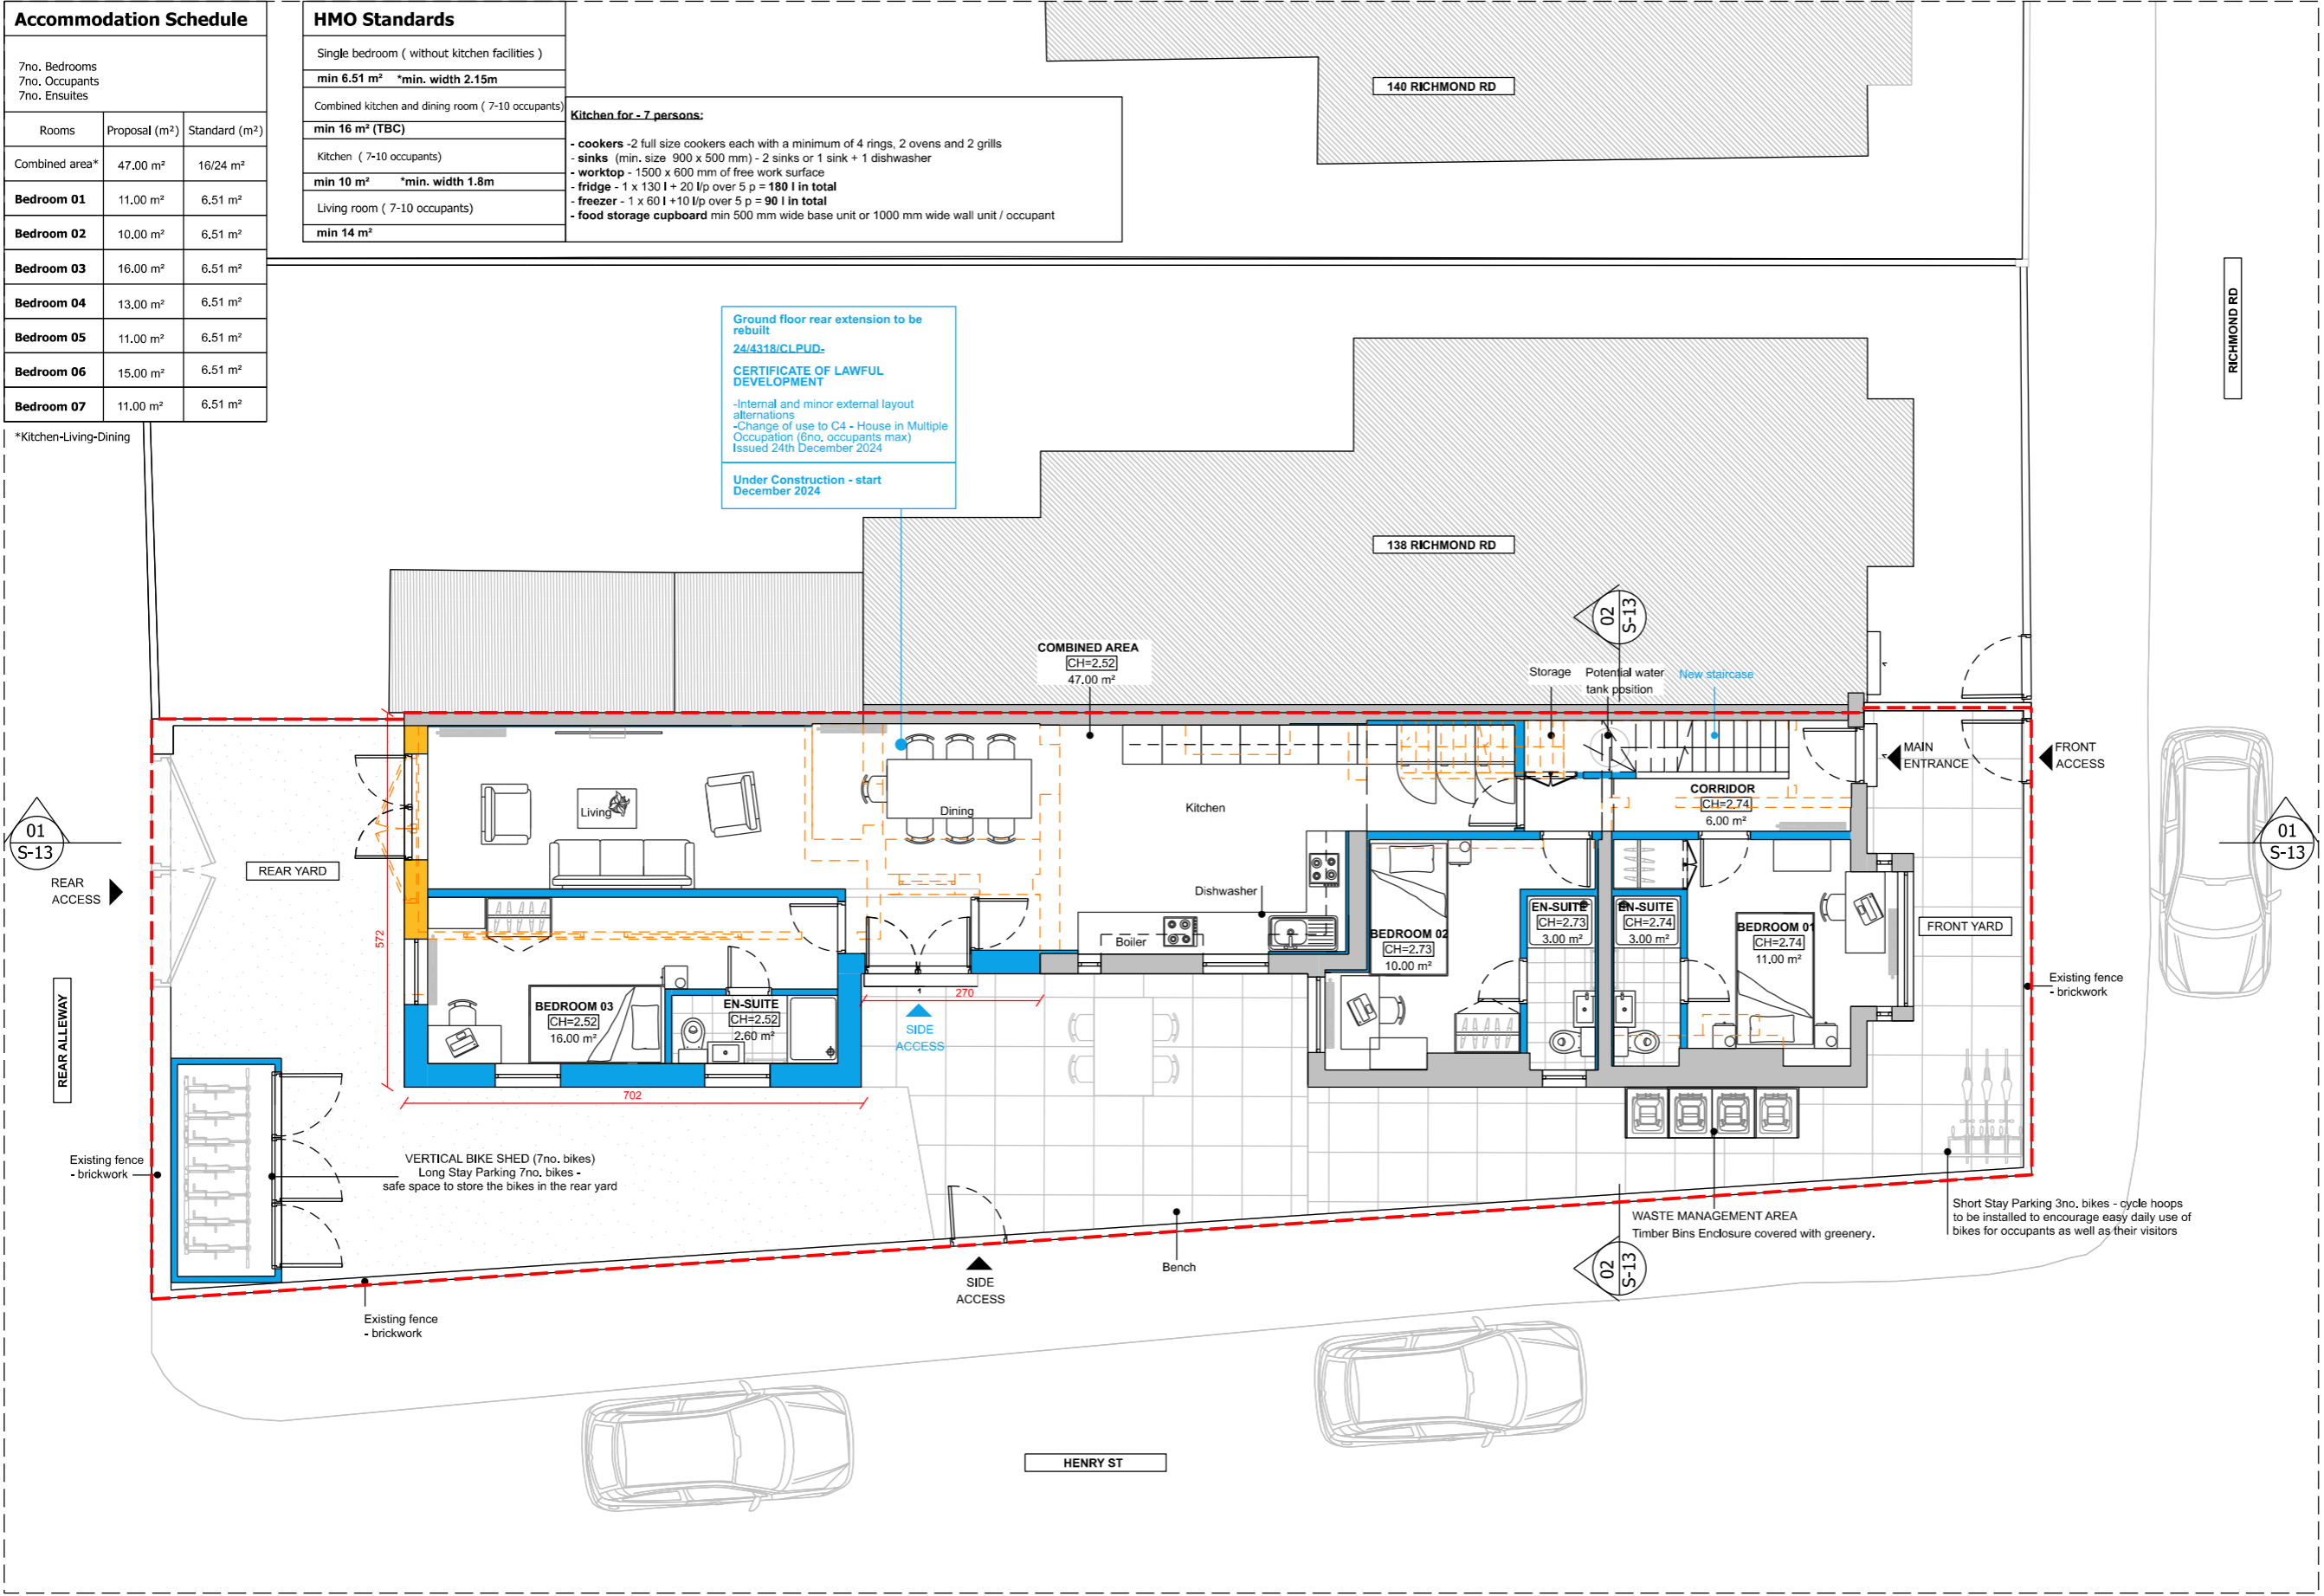 Accommodation Schedule
7no. Bedrooms
7no. Occupants
7no. Ensuites
Rooms Proposal (m²) Standard (m²)
Combined area* 47.00 m² 16/24 m²
Bedroom 01 11.00 m² 6.51 m²
Bedroom 02 10.00 m² 6.51 m²
Bedroom 03 16.00 m² 6.51 m²
Bedroom 04 13.00 m² 6.51 m²
Bedroom 05 11.00 m² 6.51 m²
Bedroom 06 15.00 m² 6.51 m²
Bedroom 07 11.00 m² 6.51 m²
*Kitchen-Living-Dining
HMO Standards
Single bedroom ( without kitchen facilities )
min 6.51 m² *min. width 2.15m
Combined kitchen and dining room ( 7-10 occupants)
min 16 m² (TBC)
Kitchen ( 7-10 occupants)
min 10 m² *min. width 1.8m
Living room ( 7-10 occupants)
min 14 m²
Kitchen for - 7 persons:
- cookers -2 full size cookers each with a minimum of 4 rings, 2 ovens and 2 grills
- sinks (min. size 900 x 500 mm) - 2 sinks or 1 sink + 1 dishwasher
- worktop - 1500 x 600 mm of free work surface
- fridge - 1 x 130 l + 20 l/p over 5 p = 180 l in total
- freezer - 1 x 60 l +10 l/p over 5 p = 90 l in total
- food storage cupboard min 500 mm wide base unit or 1000 mm wide wall unit / occupant
140 RICHMOND RD
RICHMOND RD
Ground floor rear extension to be
rebuilt
24/4318/CLPUD-
CERTIFICATE OF LAWFUL
DEVELOPMENT
-Internal and minor external layout
alternations
-Change of use to C4 - House in Multiple
Occupation (6no. occupants max)
Issued 24th December 2024
Under Construction - start
December 2024
138 RICHMOND RD
02
S-13
COMBINED AREA
CH=2.52
47.00 m²
Storage
Potential water
tank position
New staircase
MAIN
ENTRANCE
FRONT
ACCESS
Living
Dining
Kitchen
CORRIDOR
CH=2.74
6.00 m²
01
S-13
01
S-13
REAR YARD
REAR
ACCESS
Dishwasher
Boiler
EN-SUITE
CH=2.73
3.00 m²
EN-SUITE
CH=2.74
3.00 m²
BEDROOM 02
CH=2.73
10.00 m²
BEDROOM 01
CH=2.74
11.00 m²
FRONT YARD
572
Existing fence
- brickwork
270
BEDROOM 03
CH=2.52
16.00 m²
EN-SUITE
CH=2.52
2.60 m²
SIDE
ACCESS
REAR ALLEWAY
702
Existing fence
- brickwork
VERTICAL BIKE SHED (7no. bikes)
Long Stay Parking 7no. bikes -
safe space to store the bikes in the rear yard
WASTE MANAGEMENT AREA
Timber Bins Enclosure covered with greenery.
Short Stay Parking 3no. bikes - cycle hoops
to be installed to encourage easy daily use of
bikes for occupants as well as their visitors
02
S-13
Bench
SIDE
ACCESS
Existing fence
- brickwork
HENRY ST